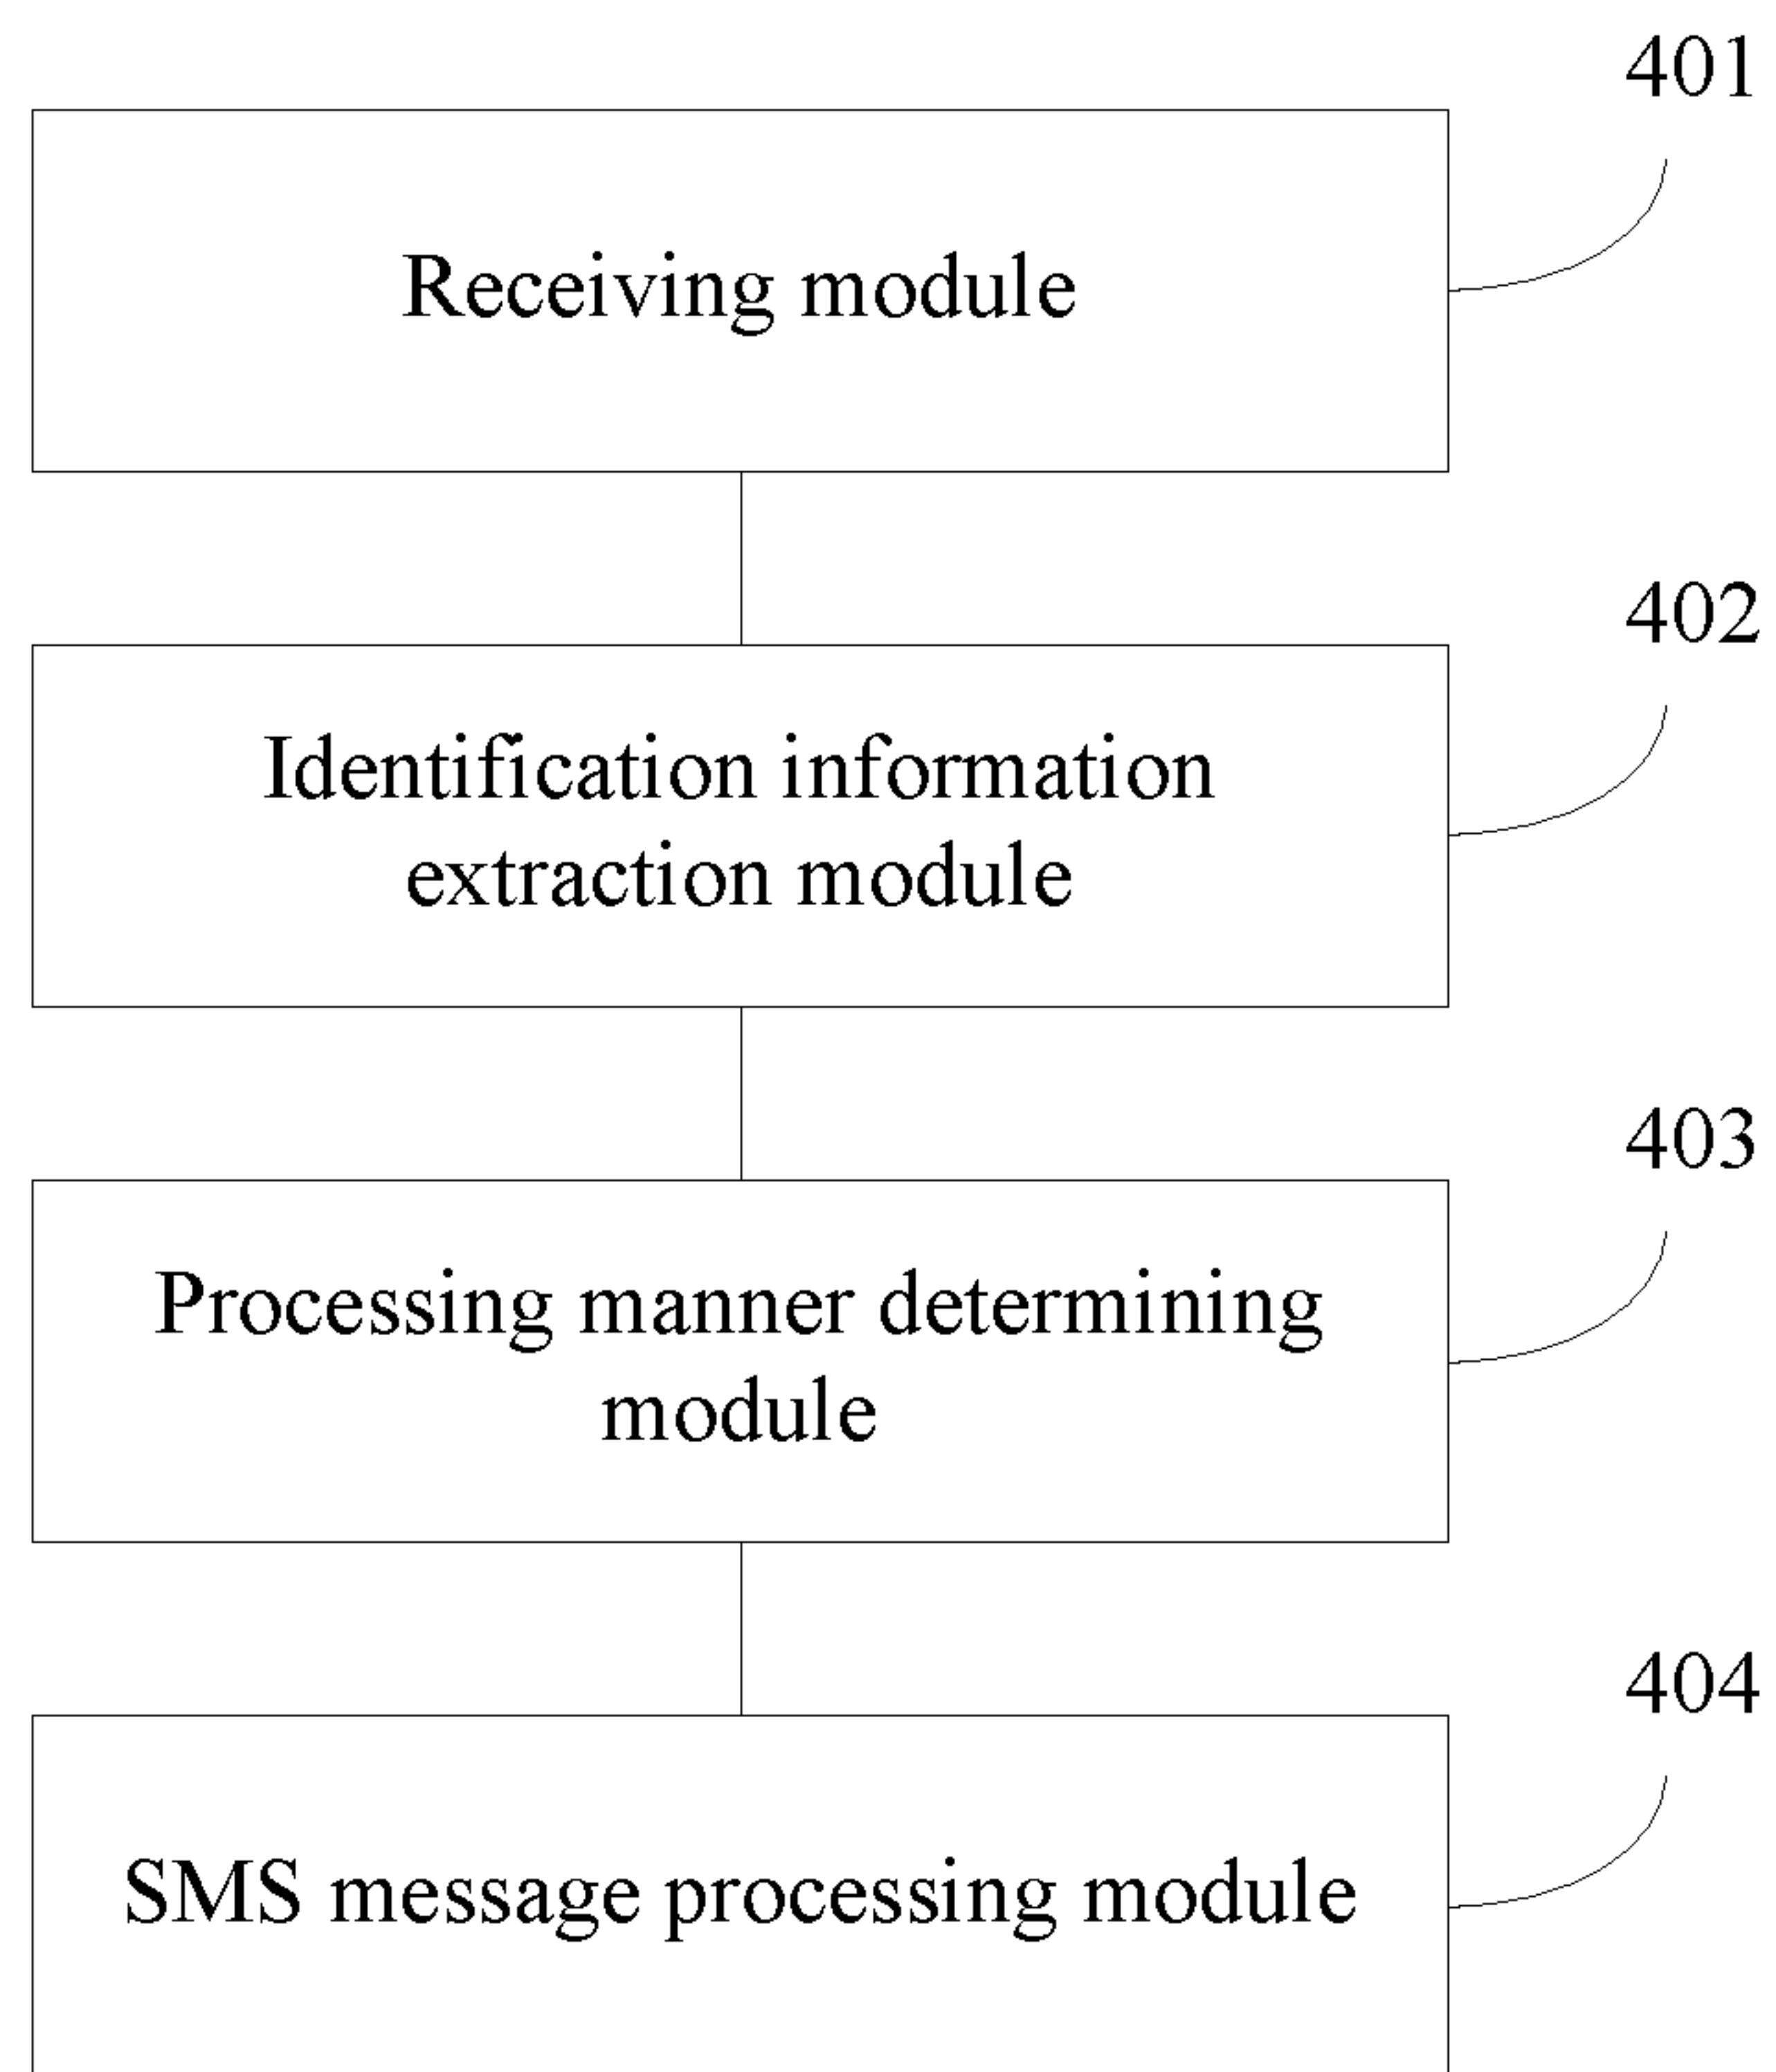 401
Receiving module
402
Identification information
extraction module
403
Processing manner determining
module
404
SMS message processing module